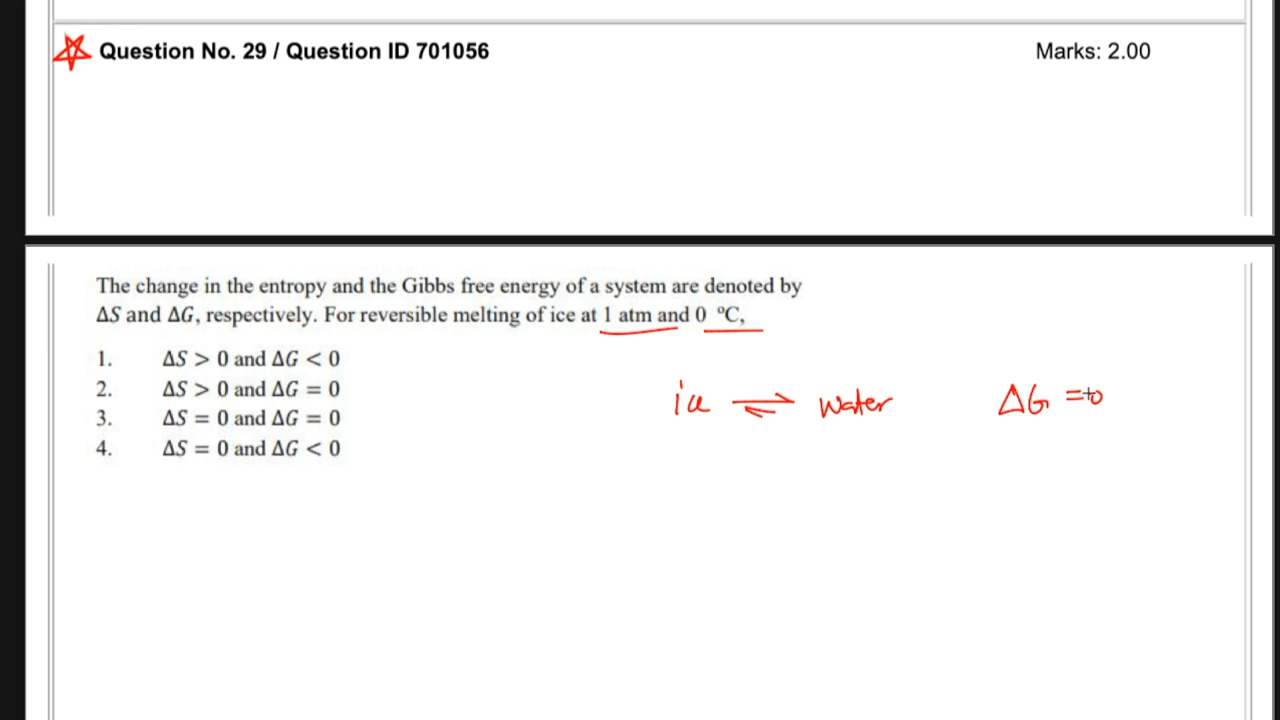 Question No. 29 / Question ID 701056 Marks: 2.00
The change in the entropy and the Gibbs free energy of a system are denoted by
ΔS and ΔG, respectively. For reversible melting of ice at 1 atm and 0 ºC,
1. ΔS > 0 and ΔG < 0
2. ΔS > 0 and ΔG = 0
3. ΔS = 0 and ΔG = 0
4. ΔS = 0 and ΔG < 0
ice ⇌ water ΔG = 0